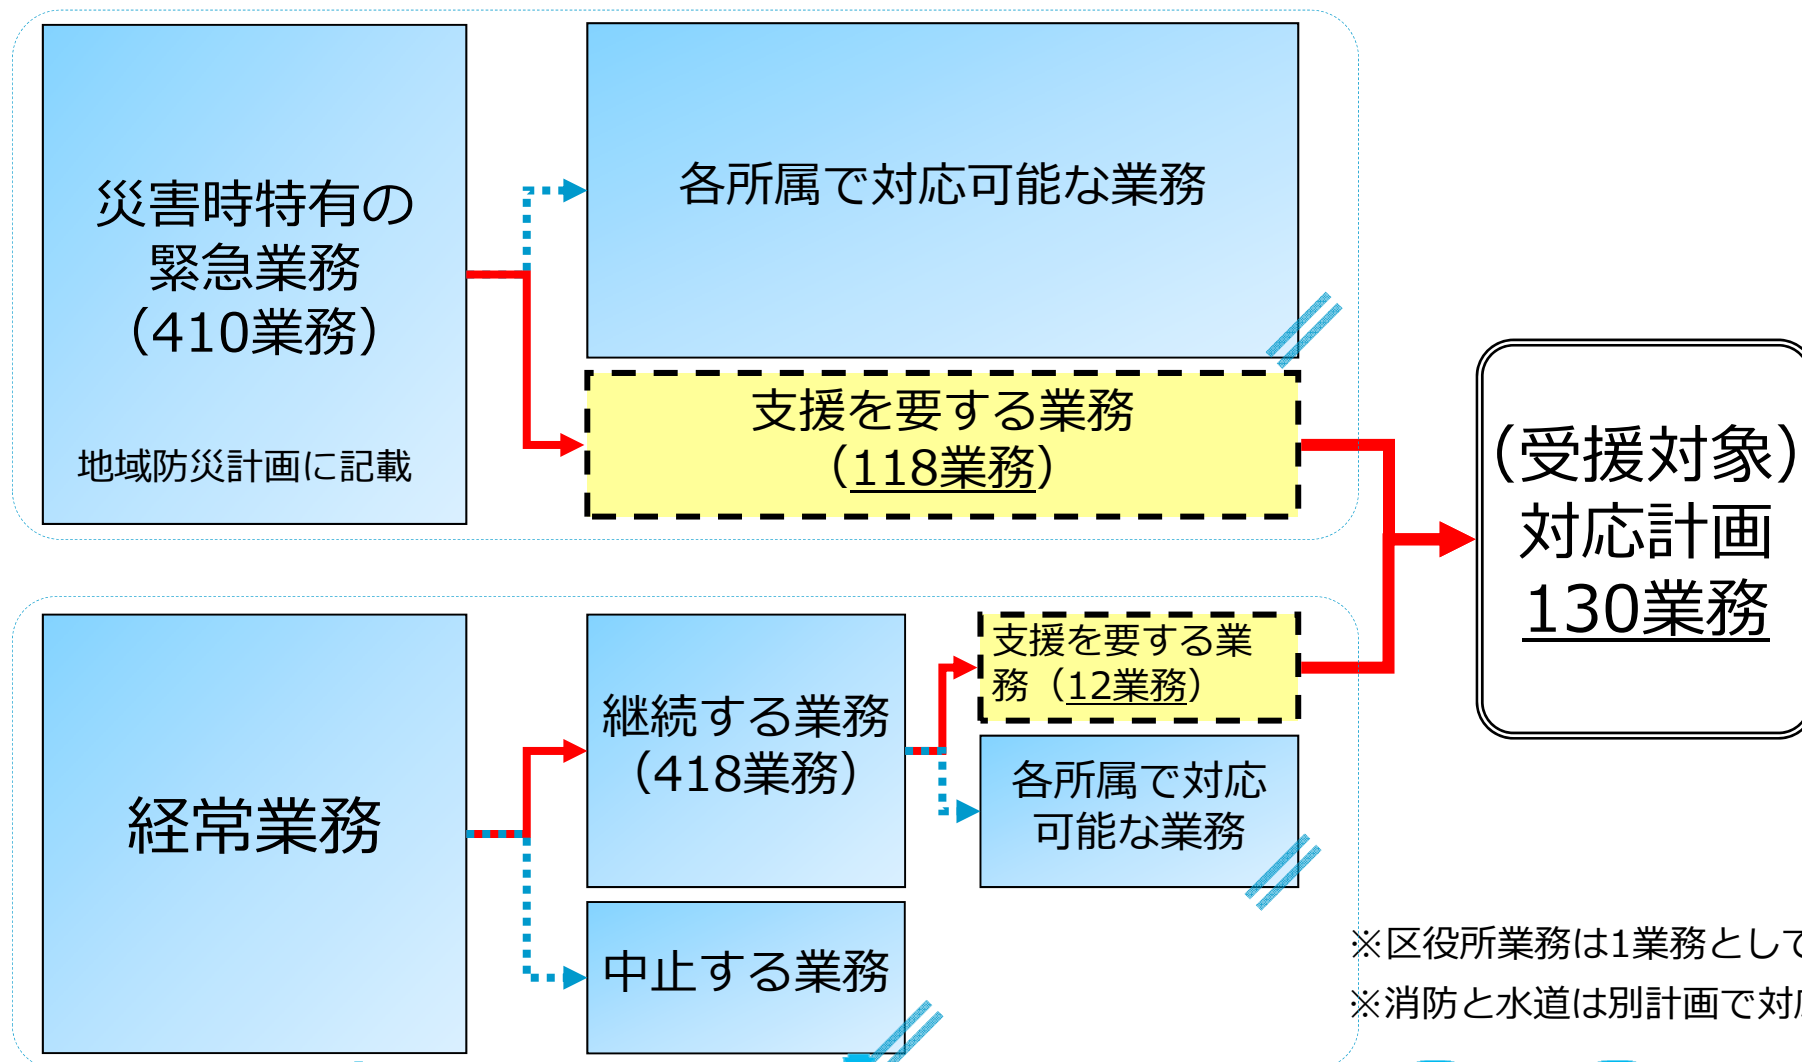 災害時特有の
緊急業務
（410業務）
地域防災計画に記載
各所属で対応可能な業務
支援を要する業務
（118業務）
（受援対象）
対応計画
130業務
経常業務
継続する業務
（418業務）
中止する業務
支援を要する業
務（12業務）
各所属で対応
可能な業務
※区役所業務は1業務として
※消防と水道は別計画で対応